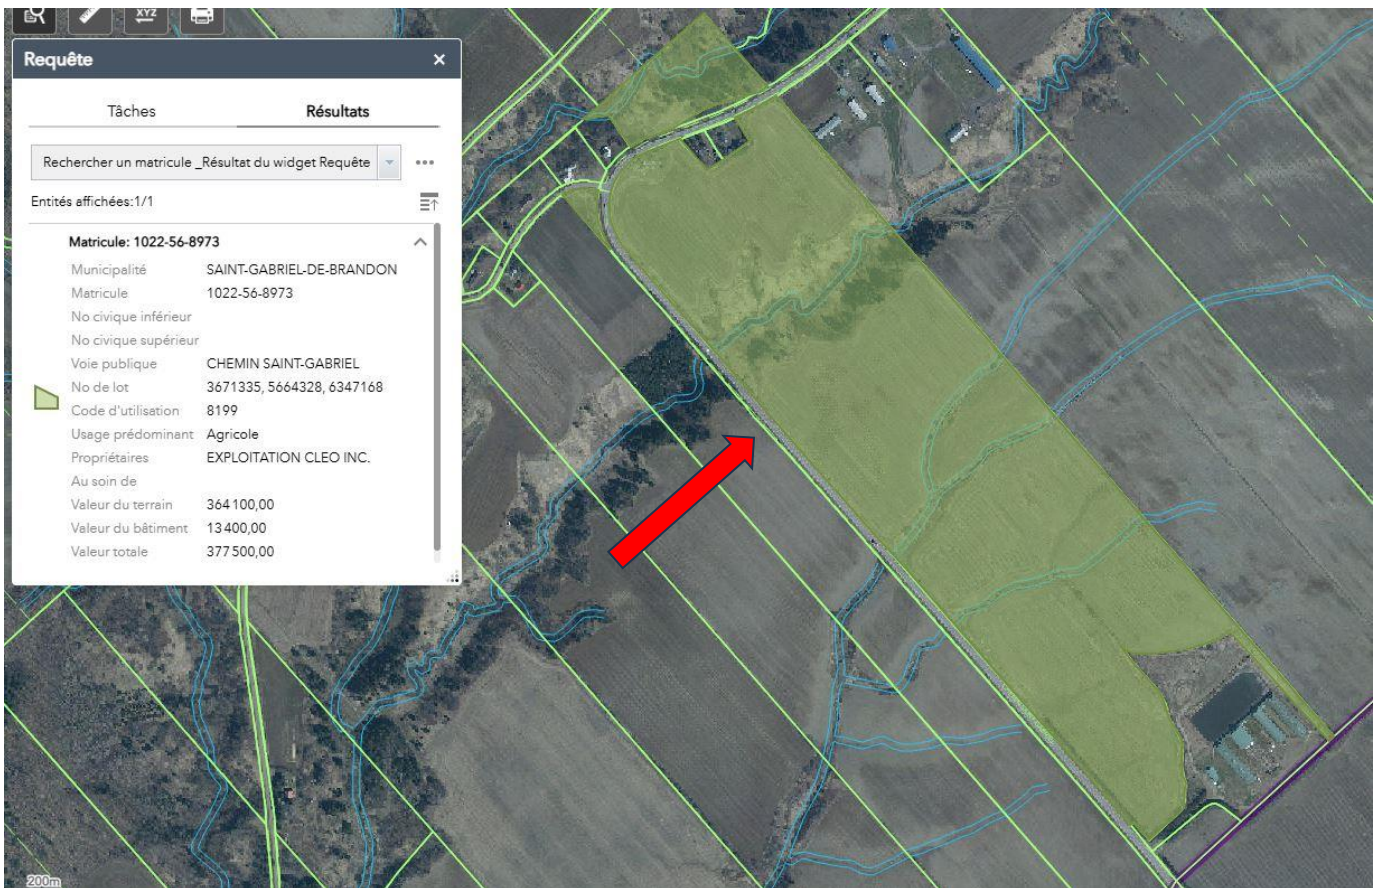 XYZ
Requête
×
Tâches Résultats
Rechercher un matricule _Résultat du widget Requête
Entités affichées:1/1
Matricule: 1022-56-8973
Municipalité SAINT-GABRIEL-DE-BRANDON
Matricule 1022-56-8973
No civique inférieur
No civique supérieur
Voie publique CHEMIN SAINT-GABRIEL
No de lot 3671335, 5664328, 6347168
Code d'utilisation 8199
Usage prédominant Agricole
Propriétaires EXPLOITATION CLEO INC.
Au soin de
Valeur du terrain 364 100,00
Valeur du bâtiment 13 400,00
Valeur totale 377 500,00
200m